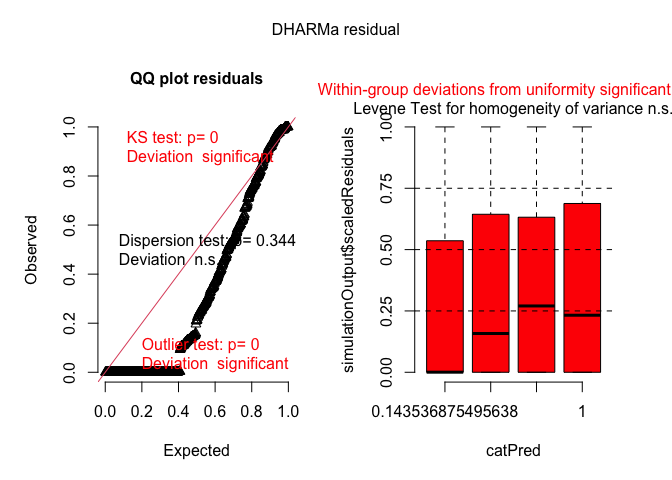 DHARMa residual
QQ plot residuals
Within-group deviations from uniformity significant
Levene Test for homogeneity of variance n.s.
KS test: p= 0
Deviation significant
Dispersion test: p= 0.344
Deviation n.s.
Outlier test: p= 0
Deviation significant
Observed
0.0
0.2
0.4
0.6
0.8
1.0
0.0
0.2
0.4
0.6
0.8
1.0
Expected
simulationOutput$scaledResiduals
0.00
0.25
0.50
0.75
1.00
0.143536875495638
1
catPred